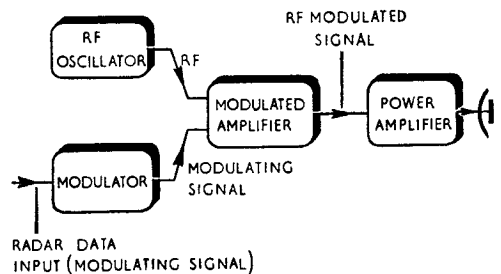 RF MODULATED
SIGNAL
RF
OSCILLATOR
RF
MODULATED
AMPLIFIER
POWER
AMPLIFIER
MODULATOR
MODULATING
SIGNAL
RADAR DATA
INPUT (MODULATING SIGNAL)